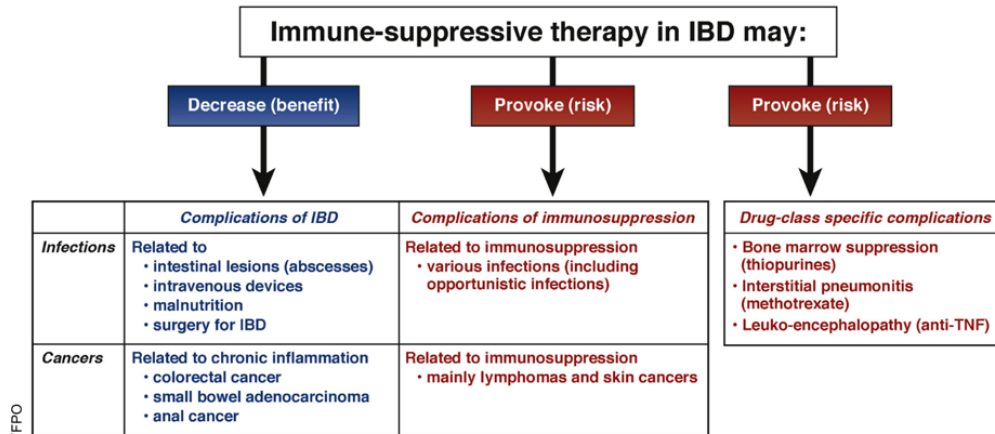 Immune-suppressive therapy in IBD may:
Decrease (benefit)
Provoke (risk)
Provoke (risk)
Complications of IBD
Complications of immunosuppression
Drug-class specific complications
Infections
Related to
• intestinal lesions (abscesses)
• intravenous devices
• malnutrition
• surgery for IBD
Related to immunosuppression
• various infections (including
opportunistic infections)
• Bone marrow suppression
(thiopurines)
• Interstitial pneumonitis
(methotrexate)
• Leuko-encephalopathy (anti-TNF)
Cancers
Related to chronic inflammation
• colorectal cancer
• small bowel adenocarcinoma
• anal cancer
Related to immunosuppression
• mainly lymphomas and skin cancers
FPO